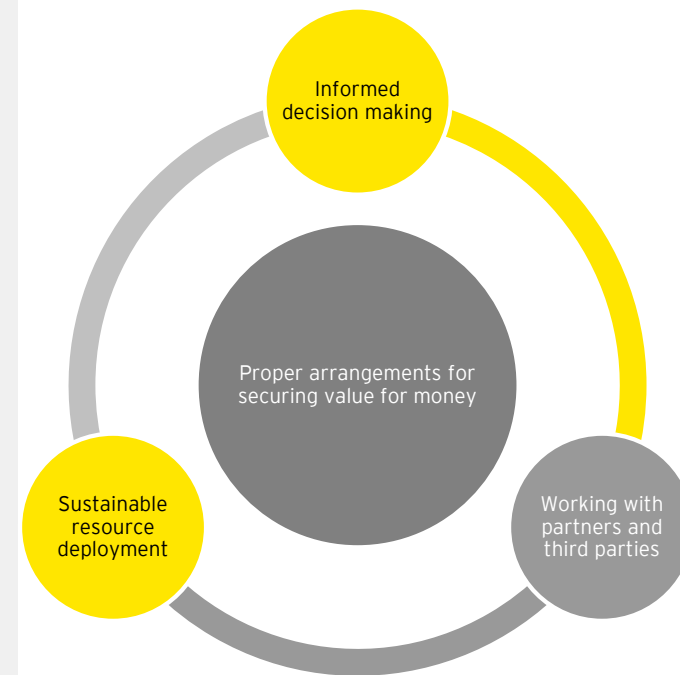 Informed
decision making
Proper arrangements for
securing value for money
Sustainable
resource
deployment
Working with
partners and
third parties